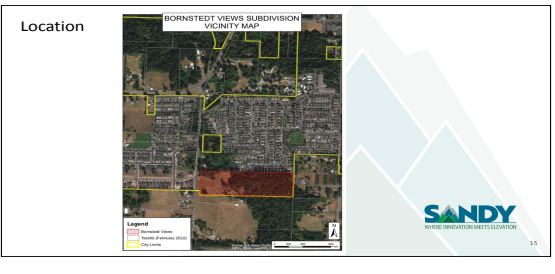 Location
BORNSTEDT VIEWS SUBDIVISION
VICINITY MAP
Legend
Bornstedt Views
Taxlots (February 2022)
City Limits
N
SANDY
WHERE INNOVATION MEETS ELEVATION
15